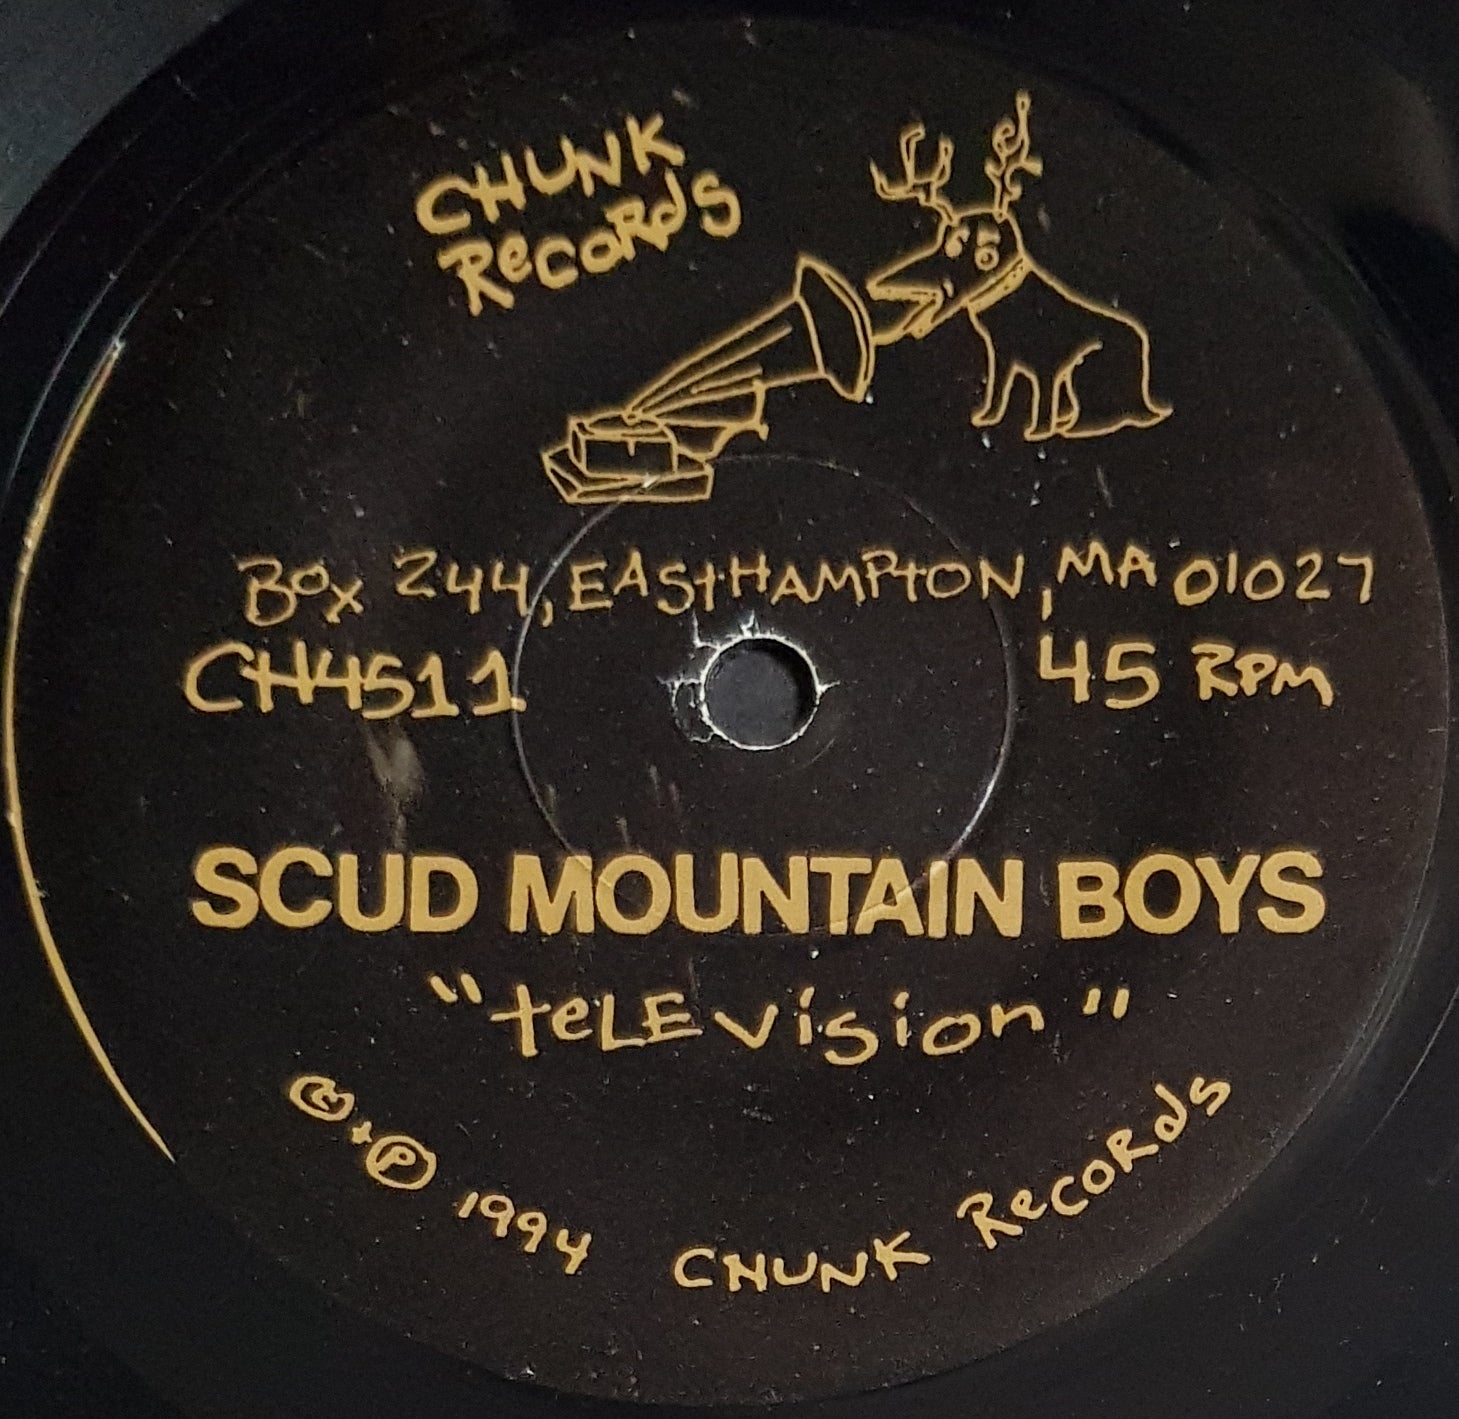 CHUNK
RecoRdS
Box 244, EAStHAMPtON, MA 01027
CH4511
45 RPM
SCUD MOUNTAIN BOYS
"teLEvision"
©+℗ 1994 CHUNK RecoRdS